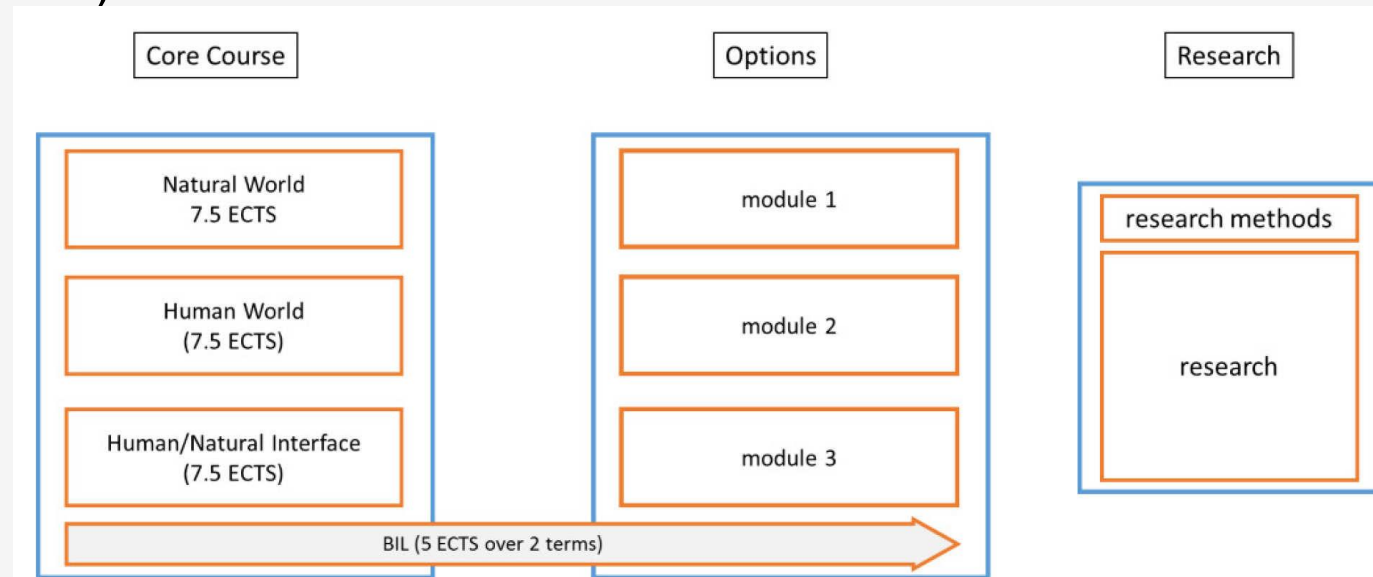 Core Course
Options
Research
Natural World
7.5 ECTS
Human World
(7.5 ECTS)
Human/Natural Interface
(7.5 ECTS)
module 1
module 2
module 3
research methods
research
BIL (5 ECTS over 2 terms)